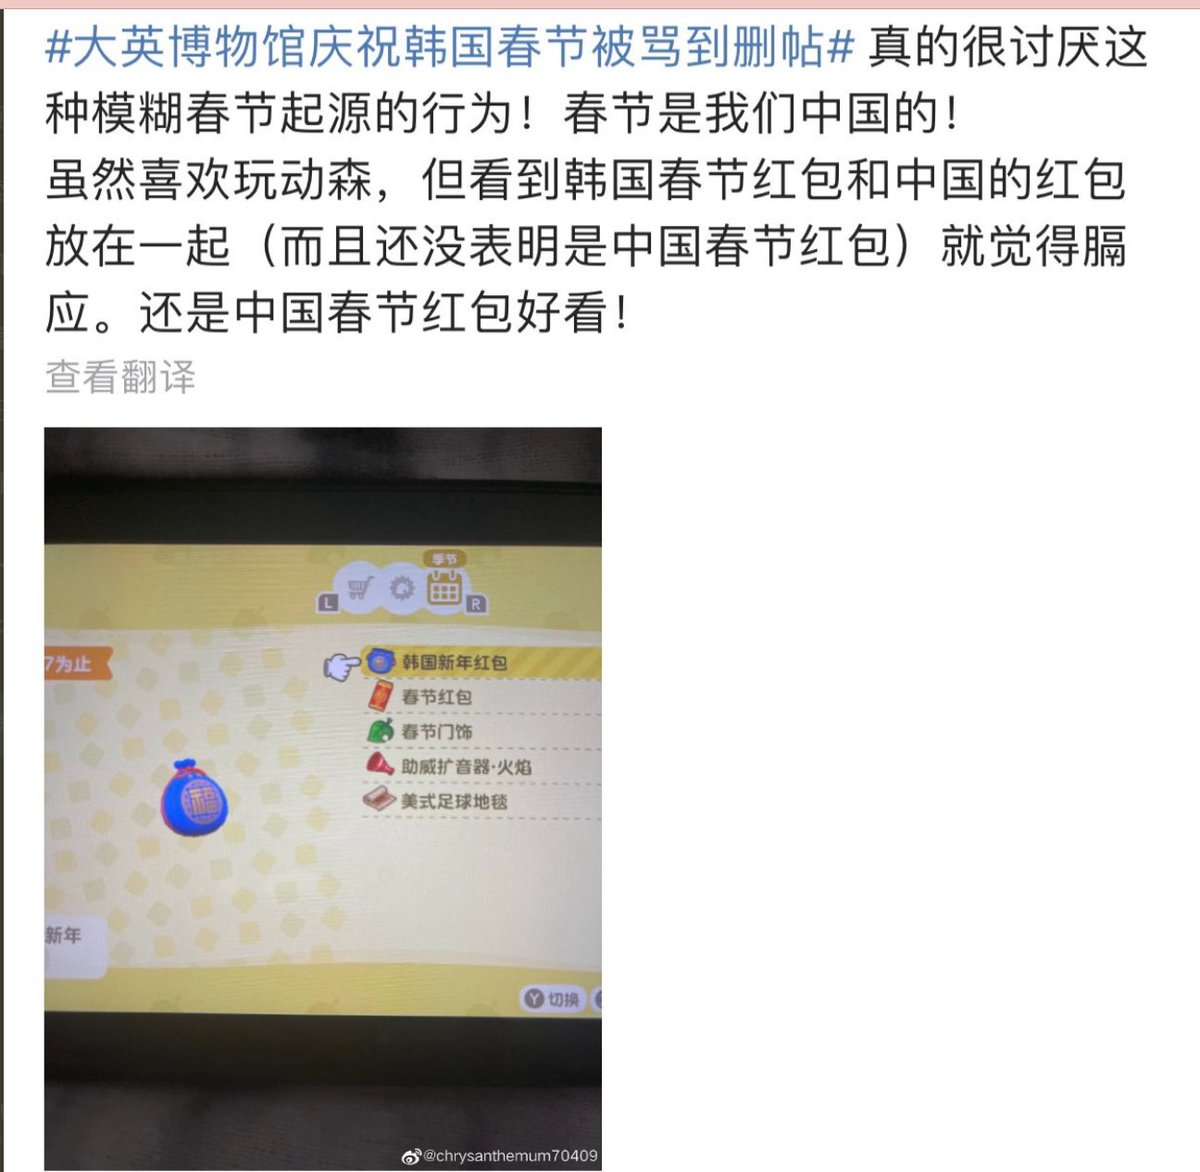 #大英博物馆庆祝韩国春节被骂到删帖# 真的很讨厌这
种模糊春节起源的行为！春节是我们中国的！
虽然喜欢玩动森，但看到韩国春节红包和中国的红包
放在一起（而且还没表明是中国春节红包）就觉得膈
应。还是中国春节红包好看！
查看翻译
季节
L
R
7为止
韩国新年红包
春节红包
春节门饰
助威扩音器·火焰
美式足球地毯
福
新年
Y切换
@chrysanthemum70409